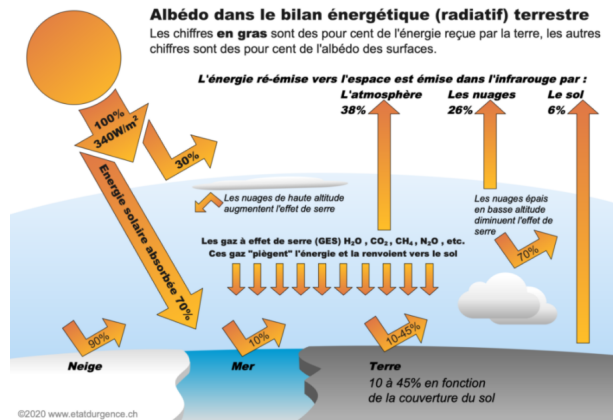 Albédo dans le bilan énergétique (radiatif) terrestre
Les chiffres en gras sont des pour cent de l'énergie reçue par la terre, les autres
chiffres sont des pour cent de l'albédo des surfaces.
L'énergie ré-émise vers l'espace est émise dans l'infrarouge par :
L'atmosphère
38%
Les nuages
26%
Le sol
6%
100%
340W/m²
30%
Energie solaire absorbée 70%
Les nuages de haute altitude
augmentent l'effet de serre
Les nuages épais
en basse altitude
diminuent l'effet de
serre
70%
Les gaz à effet de serre (GES) H₂O , CO₂ , CH₄ , N₂O , etc.
Ces gaz "piègent" l'énergie et la renvoient vers le sol
90%
10%
10-45%
Neige
Mer
Terre
10 à 45% en fonction
de la couverture du sol
©2020 www.etatdurgence.ch